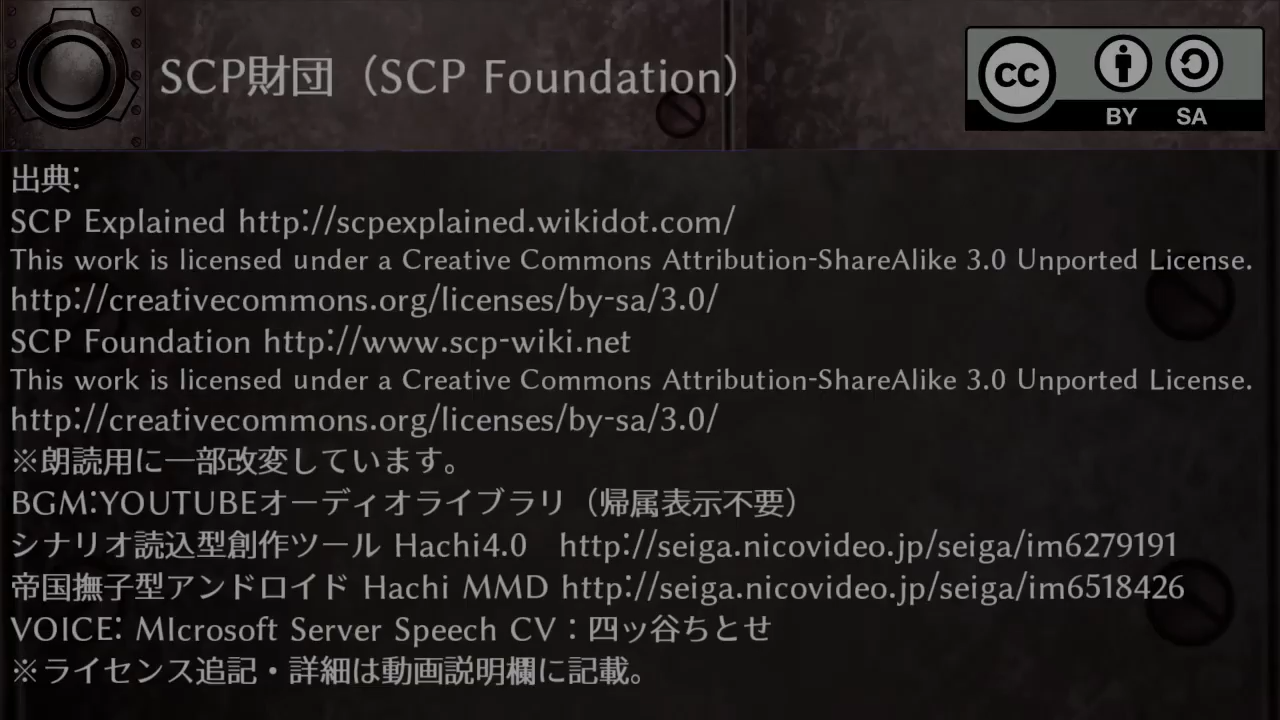 SCP財団（SCP Foundation）
CC
BY SA
出典:
SCP Explained http://scpexplained.wikidot.com/
This work is licensed under a Creative Commons Attribution-ShareAlike 3.0 Unported License.
http://creativecommons.org/licenses/by-sa/3.0/
SCP Foundation http://www.scp-wiki.net
This work is licensed under a Creative Commons Attribution-ShareAlike 3.0 Unported License.
http://creativecommons.org/licenses/by-sa/3.0/
※朗読用に一部改変しています。
BGM:YOUTUBEオーディオライブラリ（帰属表示不要）
シナリオ読込型創作ツール Hachi4.0　http://seiga.nicovideo.jp/seiga/im6279191
帝国撫子型アンドロイド Hachi MMD http://seiga.nicovideo.jp/seiga/im6518426
VOICE: MIcrosoft Server Speech CV：四ッ谷ちとせ
※ライセンス追記・詳細は動画説明欄に記載。